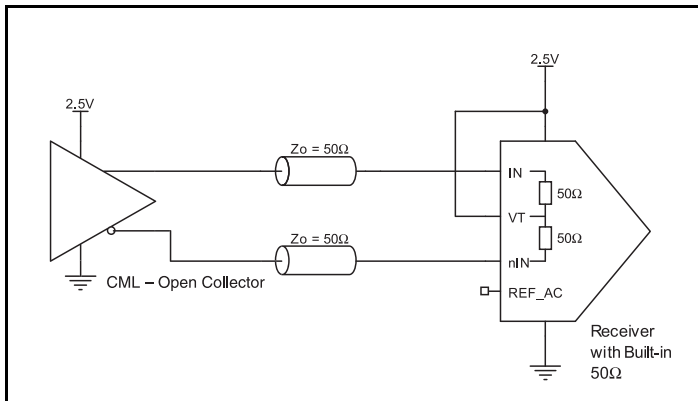 2.5V
2.5V
Zo = 50Ω
IN
50Ω
VT
50Ω
Zo = 50Ω
nIN
CML – Open Collector
REF_AC
Receiver
with Built-in
50Ω